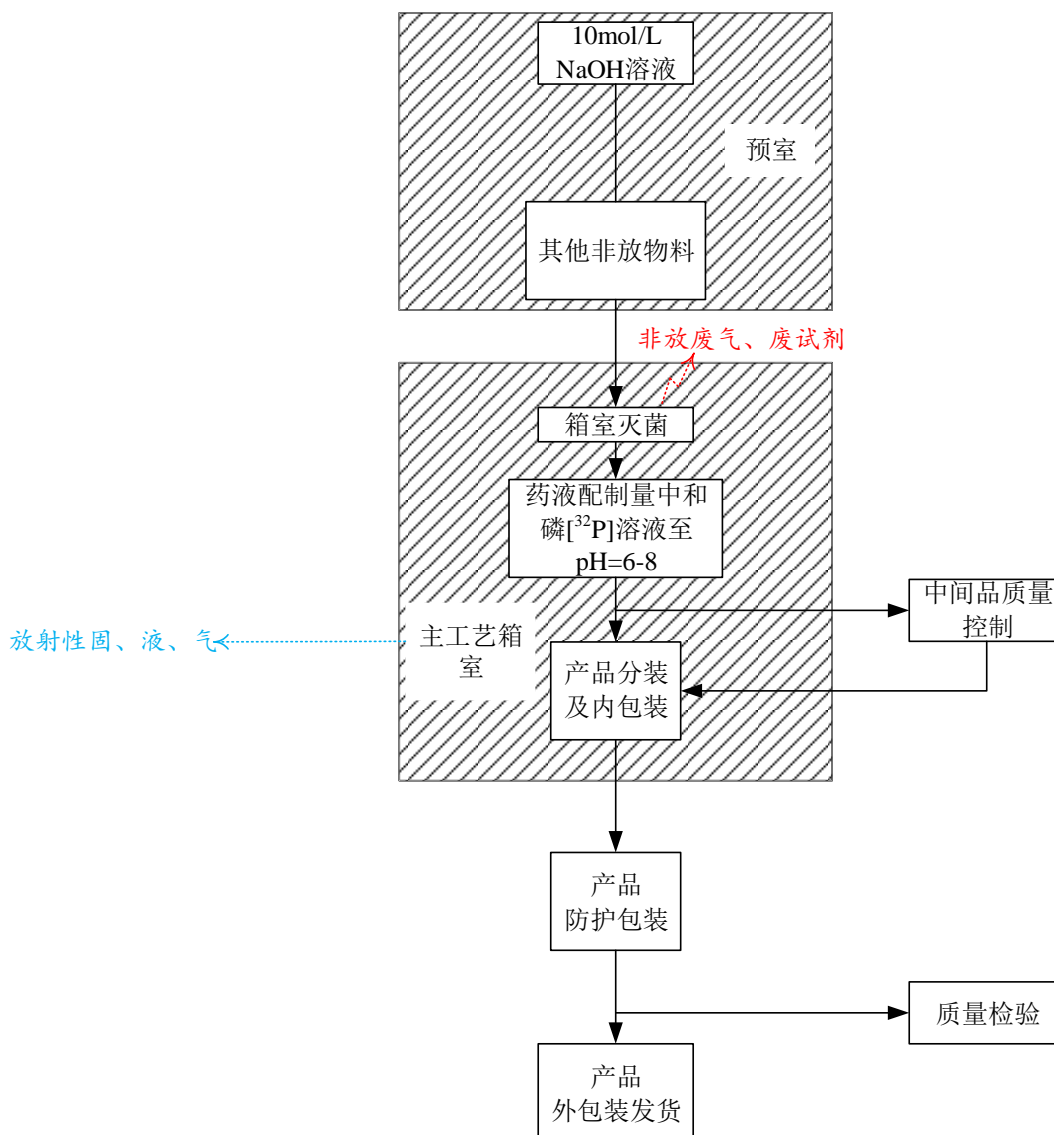 10mol/L
NaOH溶液
预室
其他非放物料
非放废气、废试剂
箱室灭菌
药液配制量中和
磷[³²P]溶液至
pH=6-8
中间品质量
控制
放射性固、液、气
主工艺箱
室
产品分装
及内包装
产品
防护包装
质量检验
产品
外包装发货